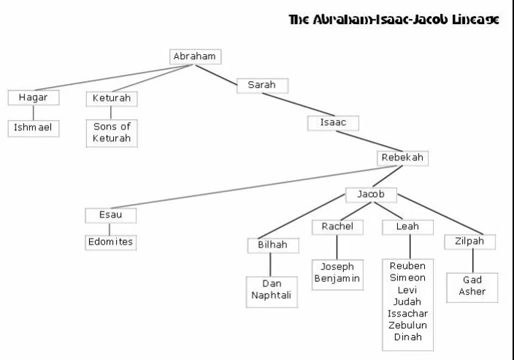 The Abraham-Isaac-Jacob Lineage
Abraham
Sarah
Hagar
Keturah
Ishmael
Sons of
Keturah
Isaac
Rebekah
Jacob
Esau
Edomites
Bilhah
Rachel
Leah
Zilpah
Dan
Naphtali
Joseph
Benjamin
Reuben
Simeon
Levi
Judah
Issachar
Zebulun
Dinah
Gad
Asher